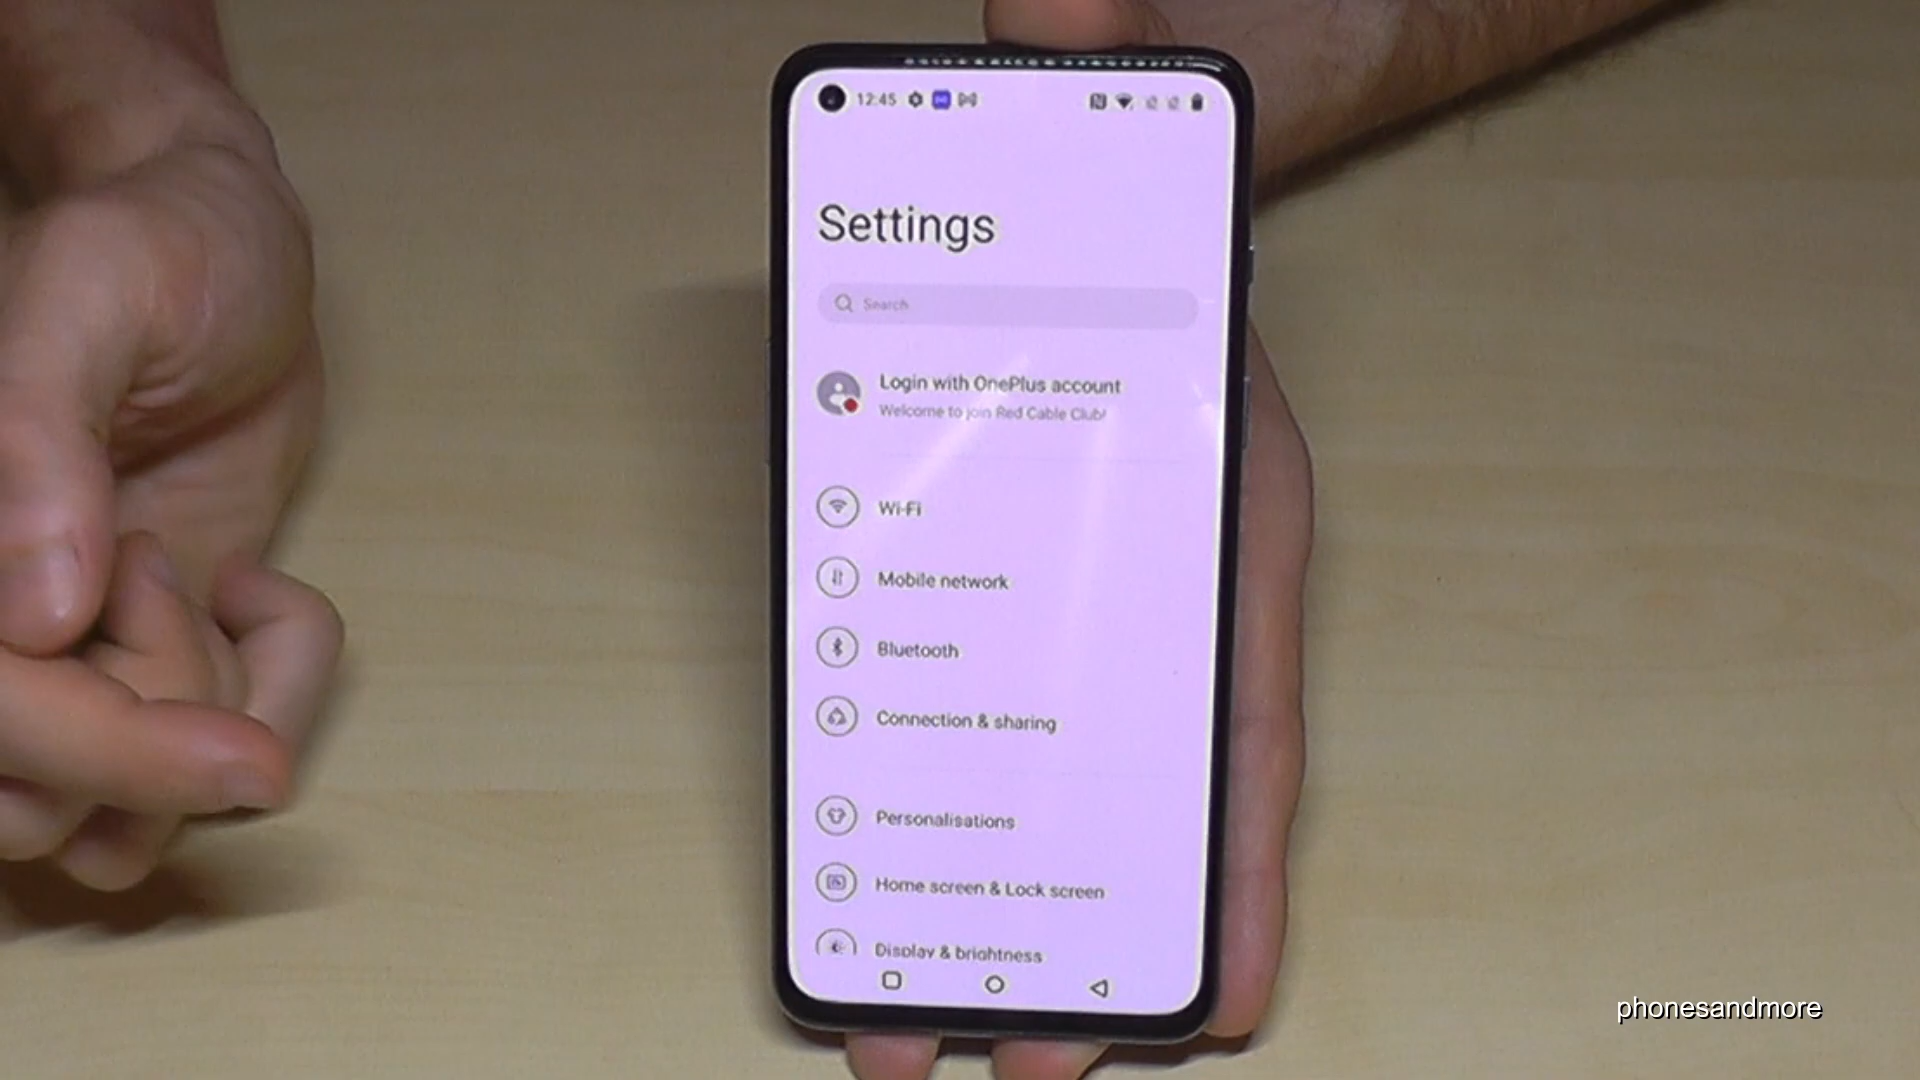 12:45
Settings
Search
Login with OnePlus account
Welcome to join Red Cable Club!
Wi-Fi
Mobile network
Bluetooth
Connection & sharing
Personalisations
Home screen & Lock screen
Display & brightness
phonesandmore